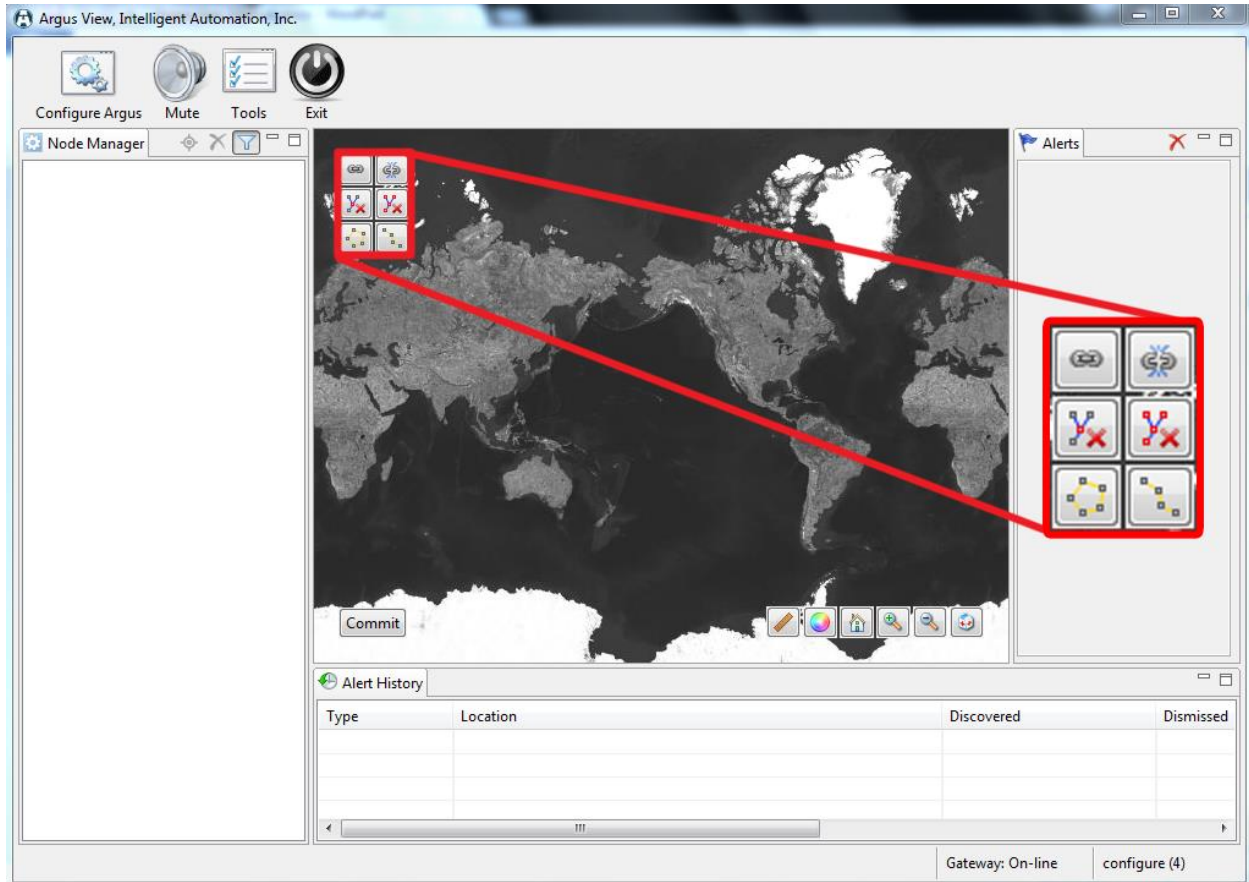 Argus View, Intelligent Automation, Inc.
Configure Argus Mute Tools Exit
Node Manager
Alerts
Commit
Alert History
Type Location Discovered Dismissed
Gateway: On-line configure (4)